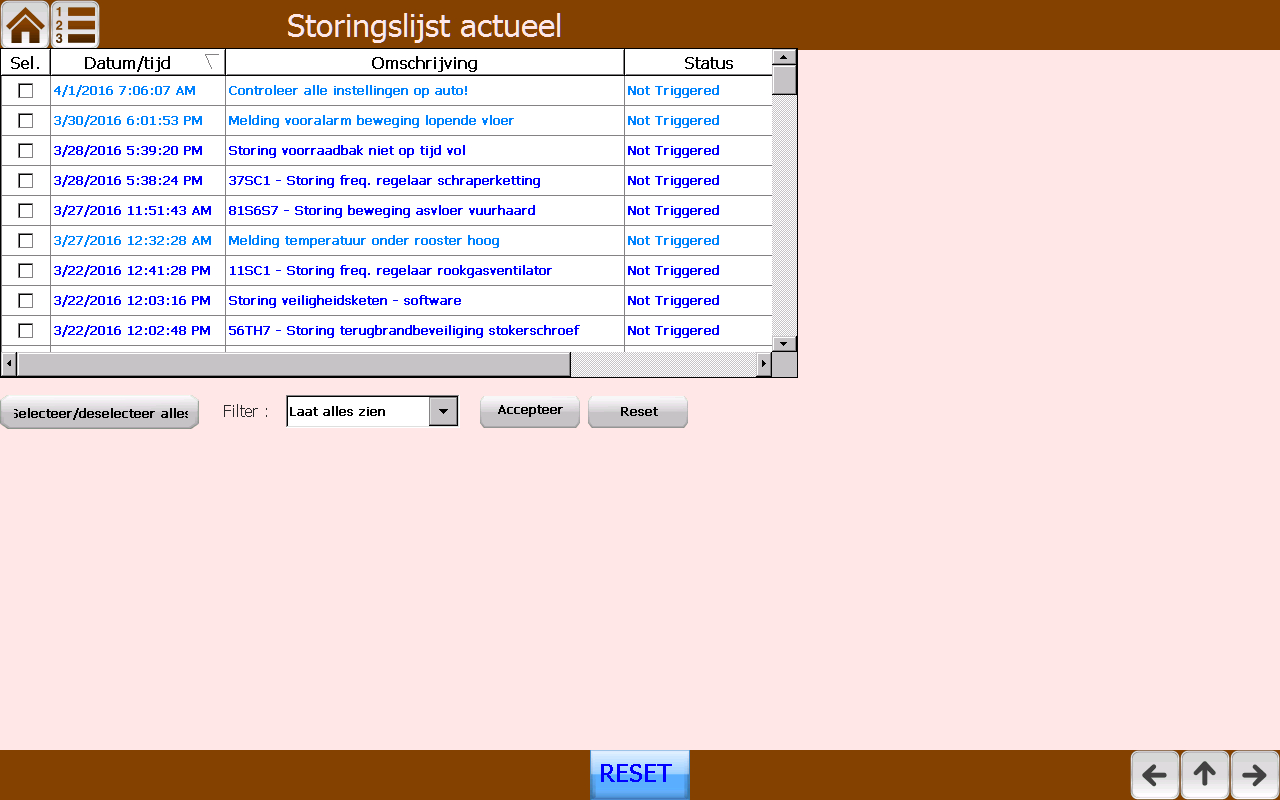 1
2
3
Storingslijst actueel
Sel. Datum/tijd Omschrijving Status
4/1/2016 7:06:07 AM Controleer alle instellingen op auto! Not Triggered
3/30/2016 6:01:53 PM Melding vooralarm beweging lopende vloer Not Triggered
3/28/2016 5:39:20 PM Storing voorraadbak niet op tijd vol Not Triggered
3/28/2016 5:38:24 PM 37SC1 - Storing freq. regelaar schraperketting Not Triggered
3/27/2016 11:51:43 AM 81S6S7 - Storing beweging asvloer vuurhaard Not Triggered
3/27/2016 12:32:28 AM Melding temperatuur onder rooster hoog Not Triggered
3/22/2016 12:41:28 PM 11SC1 - Storing freq. regelaar rookgasventilator Not Triggered
3/22/2016 12:03:16 PM Storing veiligheidsketen - software Not Triggered
3/22/2016 12:02:48 PM 56TH7 - Storing terugbrandbeveiliging stokerschroef Not Triggered
Selecteer/deselecteer alles Filter : Laat alles zien Accepteer Reset
RESET